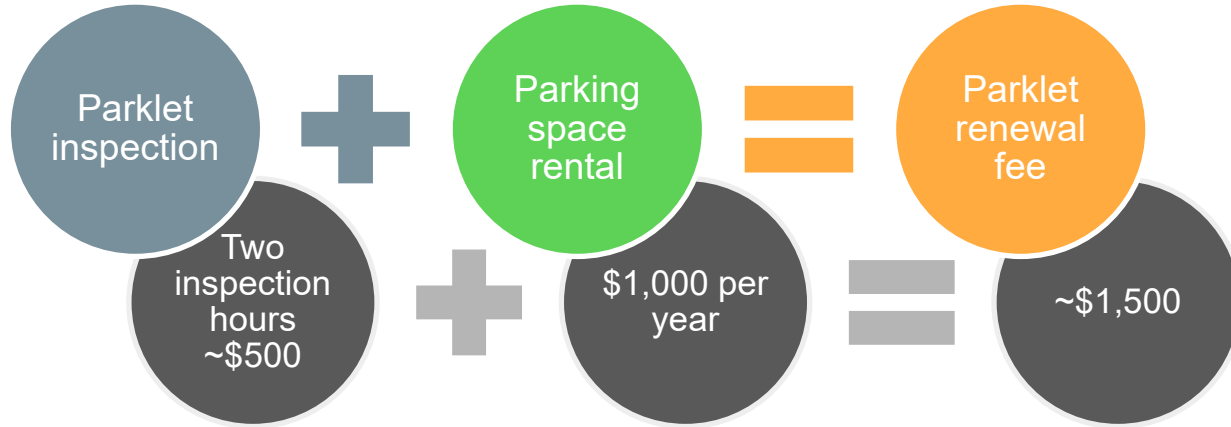 Parklet
inspection
Parking
space
rental
Parklet
renewal
fee
Two
inspection
hours
~$500
$1,000 per
year
~$1,500